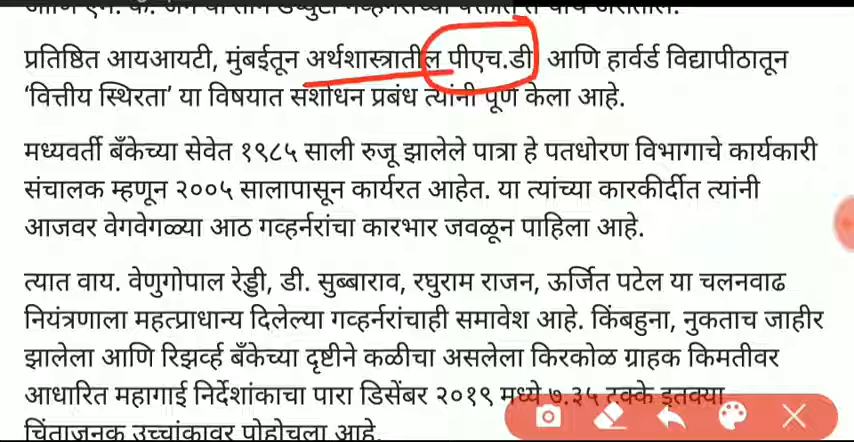 प्रतिष्ठित आयआयटी, मुंबईतून अर्थशास्त्रातील पीएच.डी आणि हार्वर्ड विद्यापीठातून
'वित्तीय स्थिरता' या विषयात संशोधन प्रबंध त्यांनी पूर्ण केला आहे.
मध्यवर्ती बँकेच्या सेवेत १९८५ साली रुजू झालेले पात्रा हे पतधोरण विभागाचे कार्यकारी
संचालक म्हणून २००५ सालापासून कार्यरत आहेत. या त्यांच्या कारकीर्दीत त्यांनी
आजवर वेगवेगळ्या आठ गव्हर्नरांचा कारभार जवळून पाहिला आहे.
त्यात वाय. वेणुगोपाल रेड्डी, डी. सुब्बाराव, रघुराम राजन, ऊर्जित पटेल या चलनवाढ
नियंत्रणाला महत्प्राधान्य दिलेल्या गव्हर्नरांचाही समावेश आहे. किंबहुना, नुकताच जाहीर
झालेला आणि रिझर्व्ह बँकेच्या दृष्टीने कळीचा असलेला किरकोळ ग्राहक किमतीवर
आधारित महागाई निर्देशांकाचा पारा डिसेंबर २०१९ मध्ये ७.३५ टक्के इतक्या
चिंताजनक उच्चांकावर पोहोचला आहे.